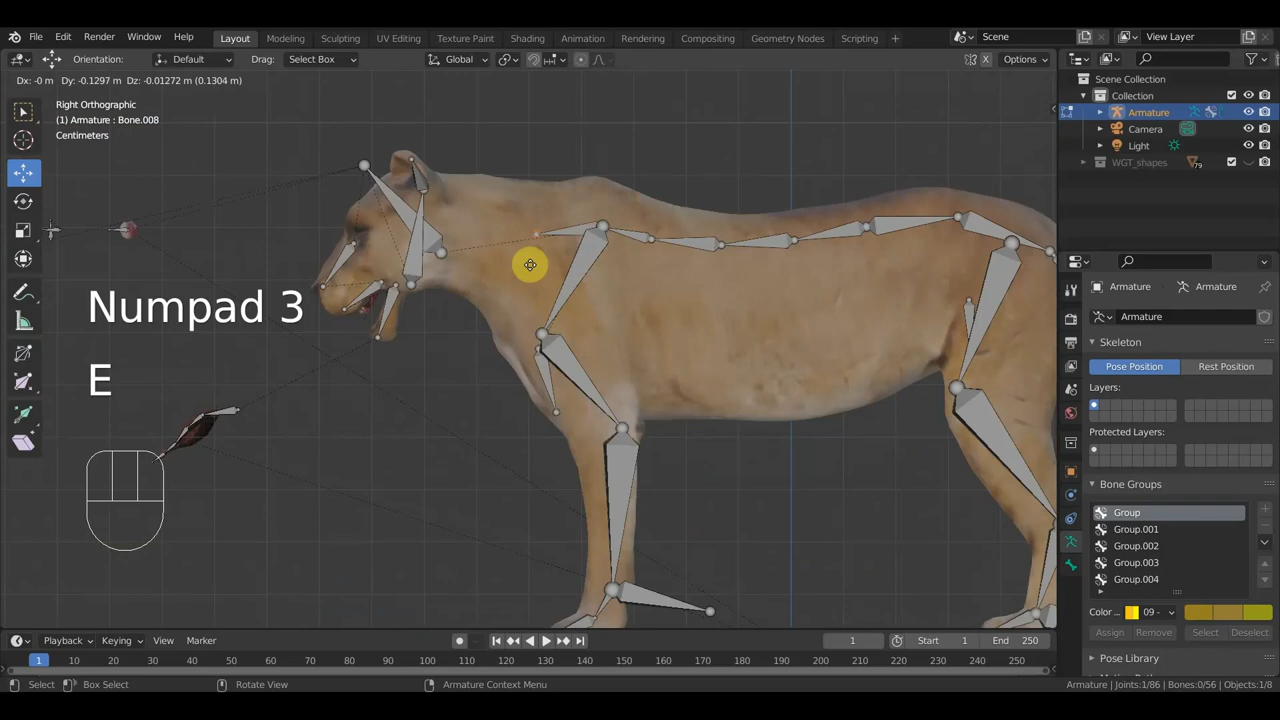 File Edit Render Window Help Layout Modeling Sculpting UV Editing Texture Paint Shading Animation Rendering Compositing Geometry Nodes Scripting + Scene View Layer
Orientation: Default Drag: Select Box Global X Options
Dx: -0 m Dy: -0.1297 m Dz: -0.01272 m (0.1304 m)
Right Orthographic
(1) Armature : Bone.008
Centimeters
Numpad 3
E
Scene Collection
Collection
Armature
Camera
Light
WGT_shapes 79
Armature Armature
Armature
Skeleton
Pose Position Rest Position
Layers:
Protected Layers:
Bone Groups
Group
Group.001
Group.002
Group.003
Group.004
Color ... 09 -
Assign Remove Select Deselect
Pose Library
Playback Keying View Marker 1 Start 1 End 250
1 10 20 30 40 50 60 70 80 90 100 110 120 130 140 150 160 170 180 190 200 210 220 230 240 250
Select Box Select Rotate View Armature Context Menu Armature | Joints:1/86 | Bones:0/56 | Objects:1/8